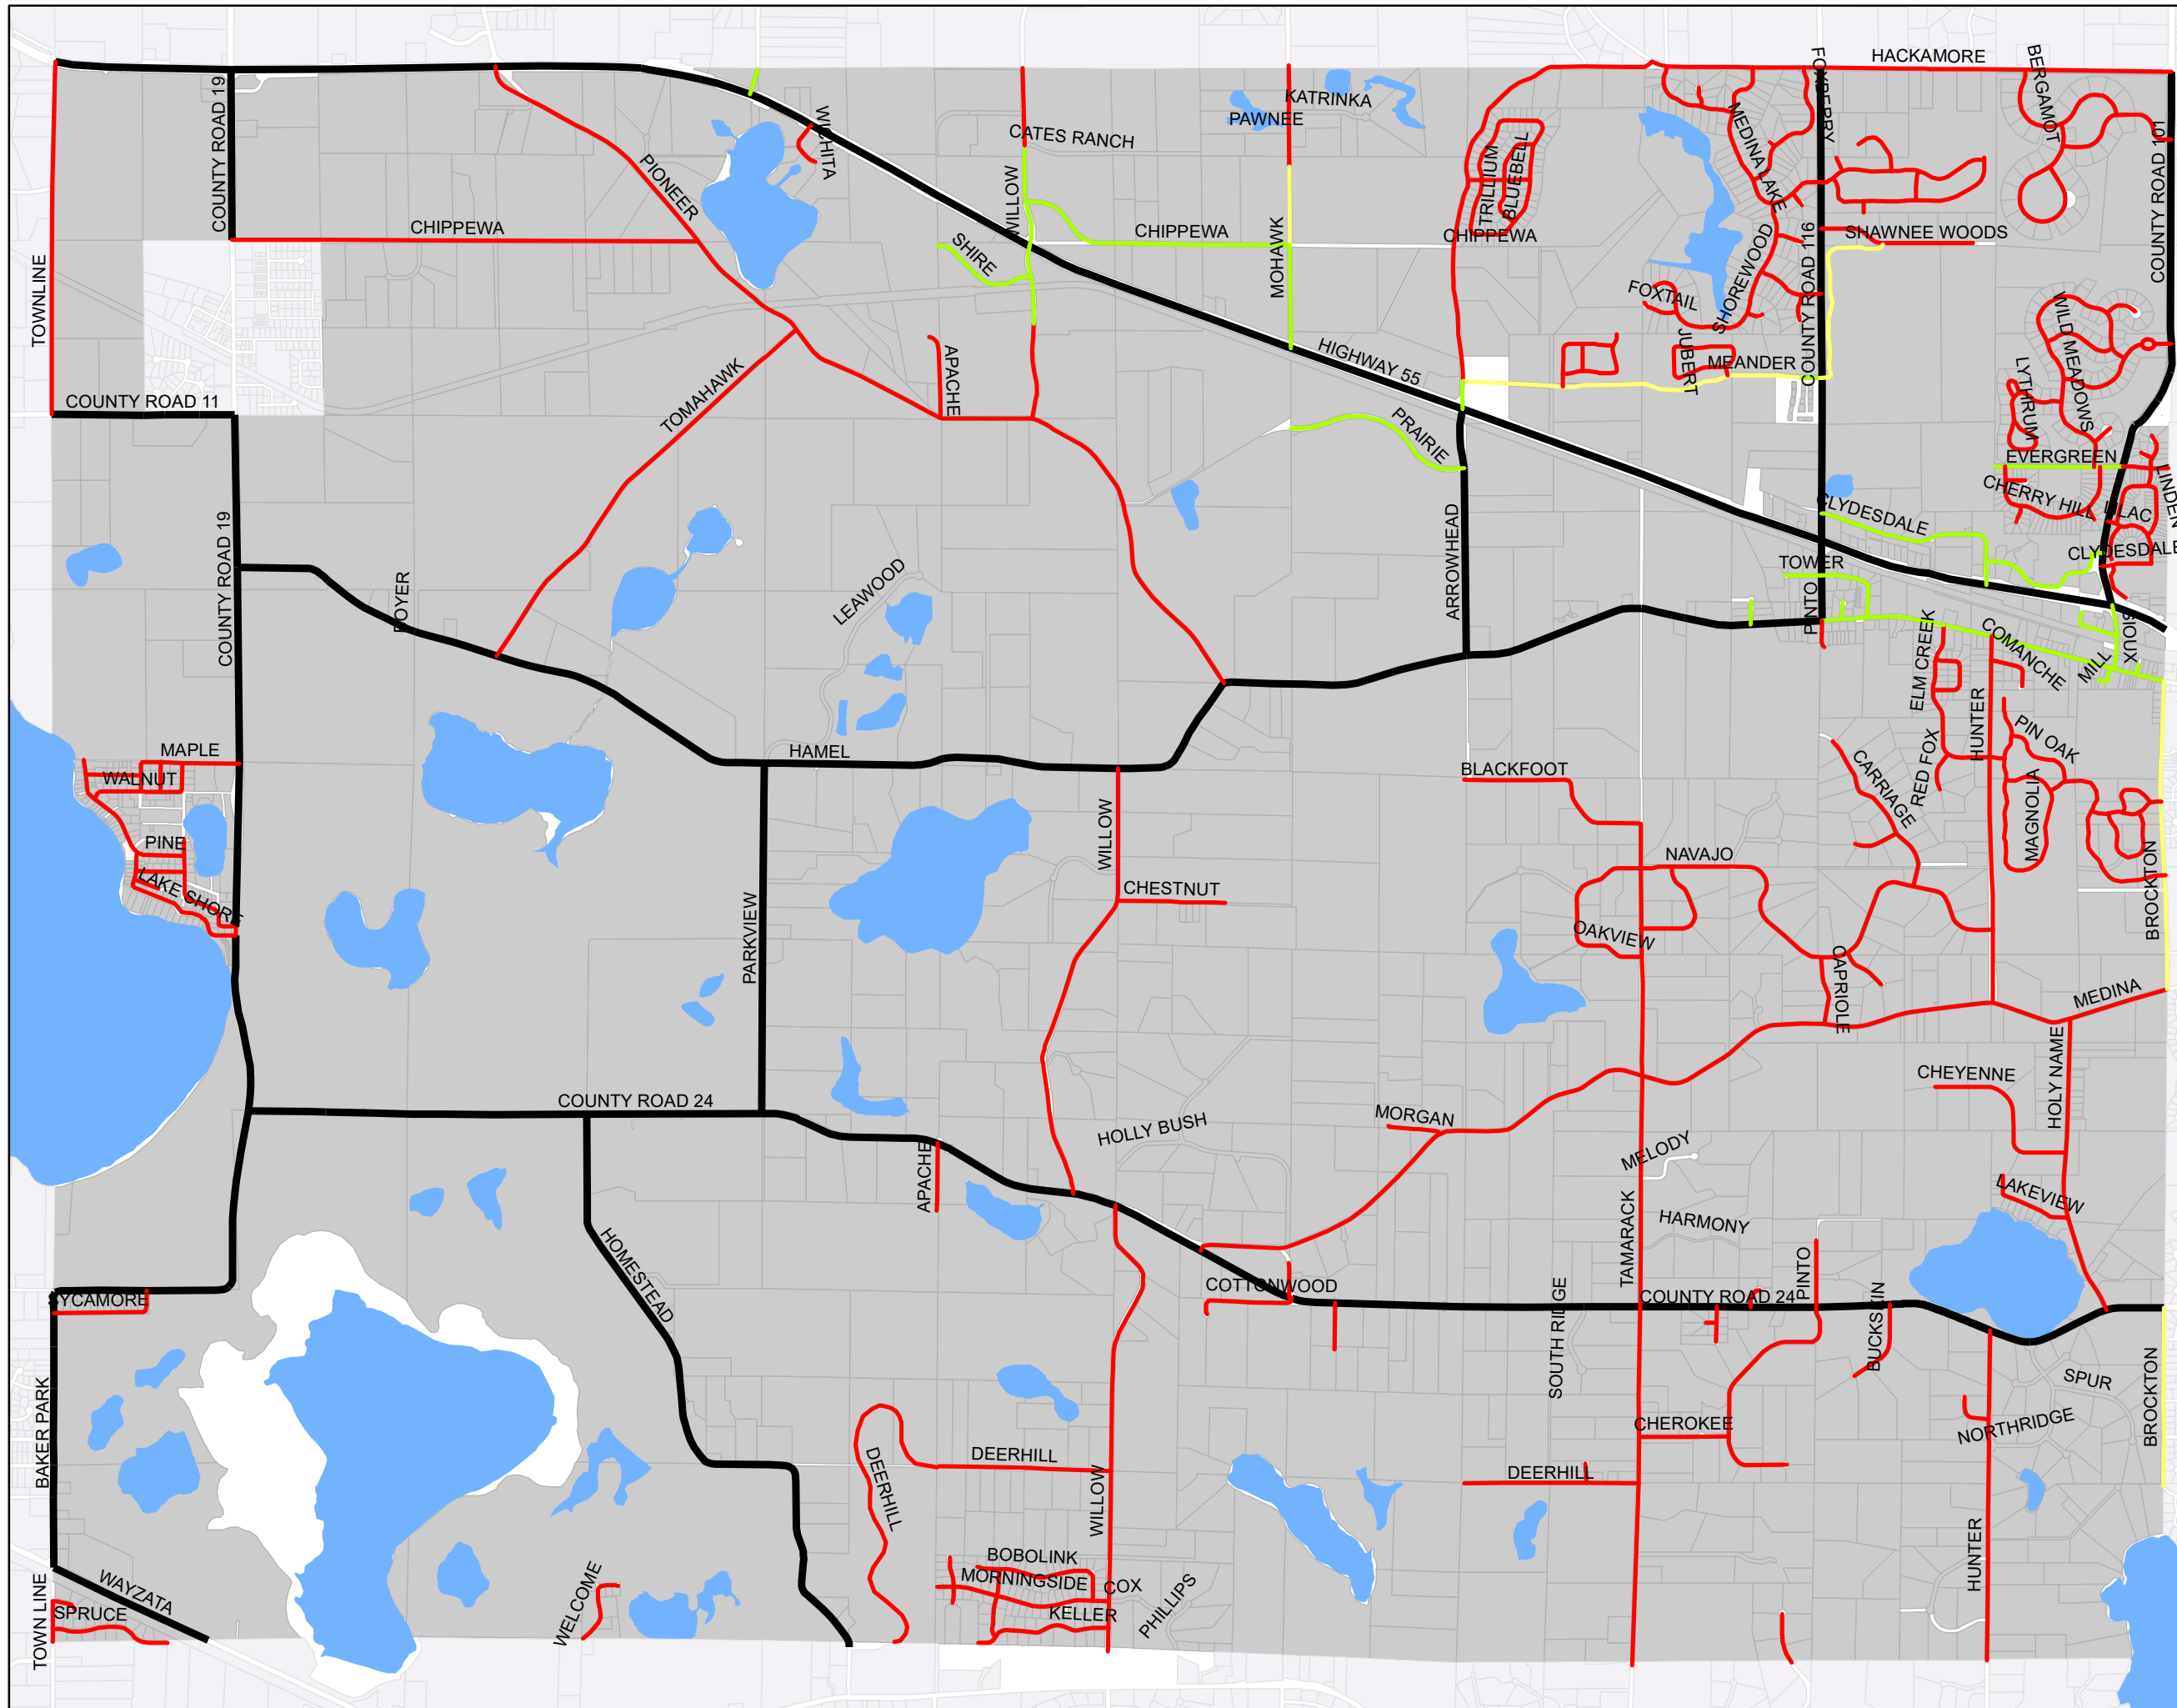 HACKAMORE
FOXBERRY
BERGAMOT
COUNTY ROAD 19
WICHITA
KATRINKA
PAWNEE
CATES RANCH
MEDINA LAKE
COUNTY ROAD 101
PIONEER
TRILLIUM
BLUEBELL
WILLOW
CHIPPEWA
CHIPPEWA
CHIPPEWA
SHAWNEE WOODS
SHIRE
MOHAWK
SHOREWOOD
COUNTY ROAD 116
TOWNLINE
FOXTAIL
WILD MEADOWS
HIGHWAY 55
JUBERT
MEANDER
APACHE
TOMAHAWK
LYTHRUM
COUNTY ROAD 11
PRAIRIE
EVERGREEN
CHERRY HILL
LINDEN
LILAC
CLYDESDALE
CLYDESDALE
COUNTY ROAD 19
ARROWHEAD
TOWER
LEAWOOD
PINTO
SIOUX
COMANCHE
MILL
ELM CREEK
HUNTER
PIN OAK
MAPLE
HAMEL
WALNUT
BLACKFOOT
RED FOX
CARRIAGE
MAGNOLIA
WILLOW
PINE
NAVAJO
LAKE SHORE
CHESTNUT
BROCKTON
PARKVIEW
OAKVIEW
CAPRIOLE
MEDINA
CHEYENNE
HOLY NAME
COUNTY ROAD 24
MORGAN
HOLLY BUSH
MELODY
APACHE
LAKEVIEW
TAMARACK
HARMONY
HOMESTEAD
PINTO
COTTONWOOD
SYCAMORE
COUNTY ROAD 24
SOUTH RIDGE
BUCKSKIN
SPUR
BROCKTON
BAKER PARK
CHEROKEE
NORTHRIDGE
DEERHILL
DEERHILL
DEERHILL
WILLOW
BOBOLINK
MORNINGSIDE
COX
KELLER
PHILLIPS
HUNTER
WAYZATA
SPRUCE
TOWN LINE
WELCOME